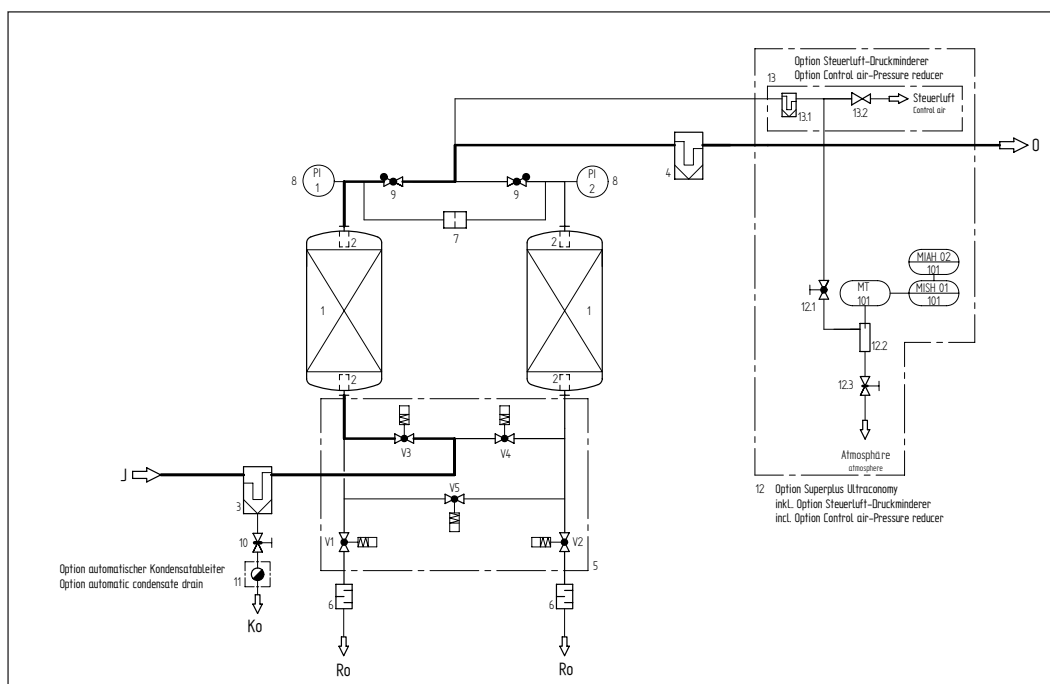 Option Steuerluft-Druckminderer
Option Control air-Pressure reducer
13
13.1
13.2
Steuerluft
Control air
O
4
8
PI
1
9
9
PI
2
8
7
2
2
1
1
2
2
MIAH 02
101
MT
101
MISH 01
101
12.1
12.2
12.3
Atmosphäre
atmosphere
V3
V4
J
3
V5
12 Option Superplus Ultraconomy
inkl. Option Steuerluft-Druckminderer
incl. Option Control air-Pressure reducer
10
V1
V2
5
Option automatischer Kondensatableiter
Option automatic condensate drain
11
6
6
Ko
Ro
Ro